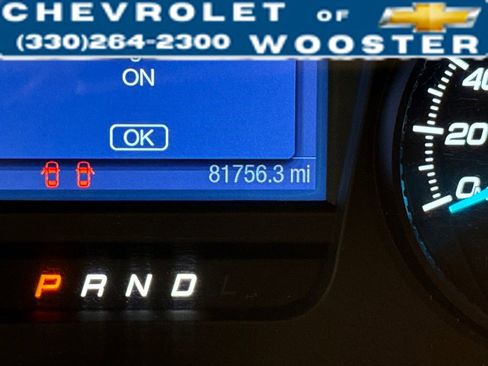 CHEVROLET OF
(330)264-2300 WOOSTER
ON
OK
81756.3 mi
40
20
0
P R N D L